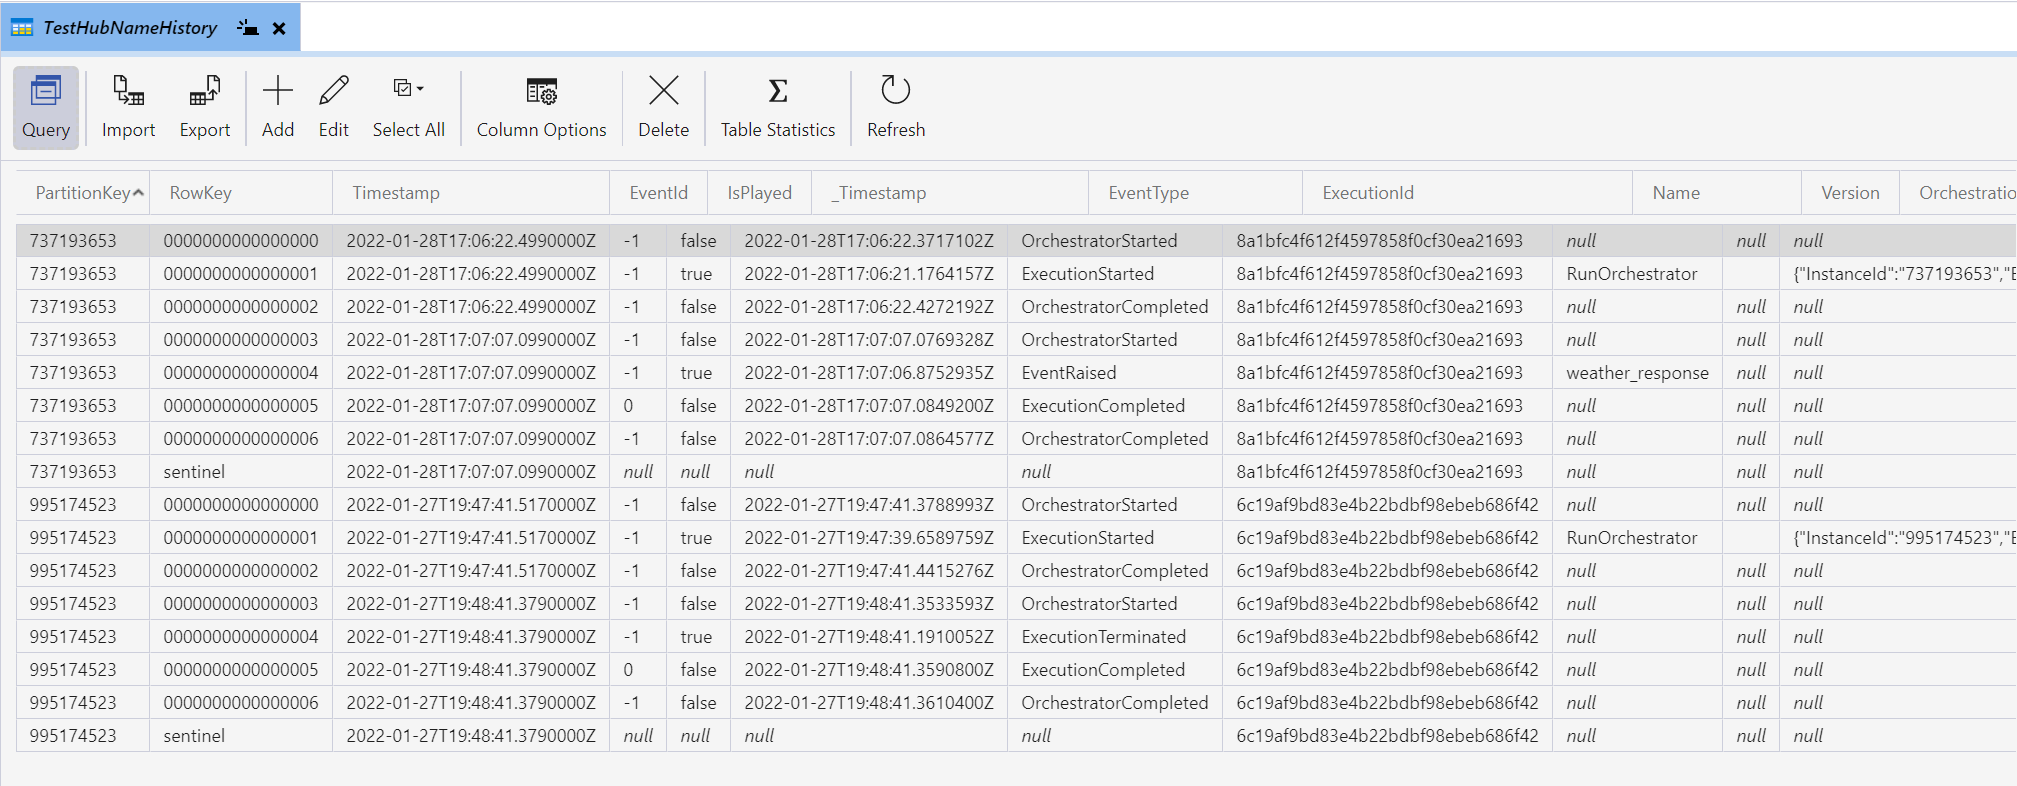 TestHubNameHistory
Query Import Export Add Edit Select All Column Options Delete Table Statistics Refresh
PartitionKey RowKey Timestamp EventId IsPlayed _Timestamp EventType ExecutionId Name Version Orchestratio
737193653 0000000000000000 2022-01-28T17:06:22.4990000Z -1 false 2022-01-28T17:06:22.3717102Z OrchestratorStarted 8a1bfc4f612f4597858f0cf30ea21693 null null null
737193653 0000000000000001 2022-01-28T17:06:22.4990000Z -1 true 2022-01-28T17:06:21.1764157Z ExecutionStarted 8a1bfc4f612f4597858f0cf30ea21693 RunOrchestrator {"InstanceId":"737193653","E
737193653 0000000000000002 2022-01-28T17:06:22.4990000Z -1 false 2022-01-28T17:06:22.4272192Z OrchestratorCompleted 8a1bfc4f612f4597858f0cf30ea21693 null null null
737193653 0000000000000003 2022-01-28T17:07:07.0990000Z -1 false 2022-01-28T17:07:07.0769328Z OrchestratorStarted 8a1bfc4f612f4597858f0cf30ea21693 null null null
737193653 0000000000000004 2022-01-28T17:07:07.0990000Z -1 true 2022-01-28T17:07:06.8752935Z EventRaised 8a1bfc4f612f4597858f0cf30ea21693 weather_response null null
737193653 0000000000000005 2022-01-28T17:07:07.0990000Z 0 false 2022-01-28T17:07:07.0849200Z ExecutionCompleted 8a1bfc4f612f4597858f0cf30ea21693 null null null
737193653 0000000000000006 2022-01-28T17:07:07.0990000Z -1 false 2022-01-28T17:07:07.0864577Z OrchestratorCompleted 8a1bfc4f612f4597858f0cf30ea21693 null null null
737193653 sentinel 2022-01-28T17:07:07.0990000Z null null null null 8a1bfc4f612f4597858f0cf30ea21693 null null null
995174523 0000000000000000 2022-01-27T19:47:41.5170000Z -1 false 2022-01-27T19:47:41.3788993Z OrchestratorStarted 6c19af9bd83e4b22bdbf98ebeb686f42 null null null
995174523 0000000000000001 2022-01-27T19:47:41.5170000Z -1 true 2022-01-27T19:47:39.6589759Z ExecutionStarted 6c19af9bd83e4b22bdbf98ebeb686f42 RunOrchestrator {"InstanceId":"995174523","E
995174523 0000000000000002 2022-01-27T19:47:41.5170000Z -1 false 2022-01-27T19:47:41.4415276Z OrchestratorCompleted 6c19af9bd83e4b22bdbf98ebeb686f42 null null null
995174523 0000000000000003 2022-01-27T19:48:41.3790000Z -1 false 2022-01-27T19:48:41.3533593Z OrchestratorStarted 6c19af9bd83e4b22bdbf98ebeb686f42 null null null
995174523 0000000000000004 2022-01-27T19:48:41.3790000Z -1 true 2022-01-27T19:48:41.1910052Z ExecutionTerminated 6c19af9bd83e4b22bdbf98ebeb686f42 null null null
995174523 0000000000000005 2022-01-27T19:48:41.3790000Z 0 false 2022-01-27T19:48:41.3590800Z ExecutionCompleted 6c19af9bd83e4b22bdbf98ebeb686f42 null null null
995174523 0000000000000006 2022-01-27T19:48:41.3790000Z -1 false 2022-01-27T19:48:41.3610400Z OrchestratorCompleted 6c19af9bd83e4b22bdbf98ebeb686f42 null null null
995174523 sentinel 2022-01-27T19:48:41.3790000Z null null null null 6c19af9bd83e4b22bdbf98ebeb686f42 null null null